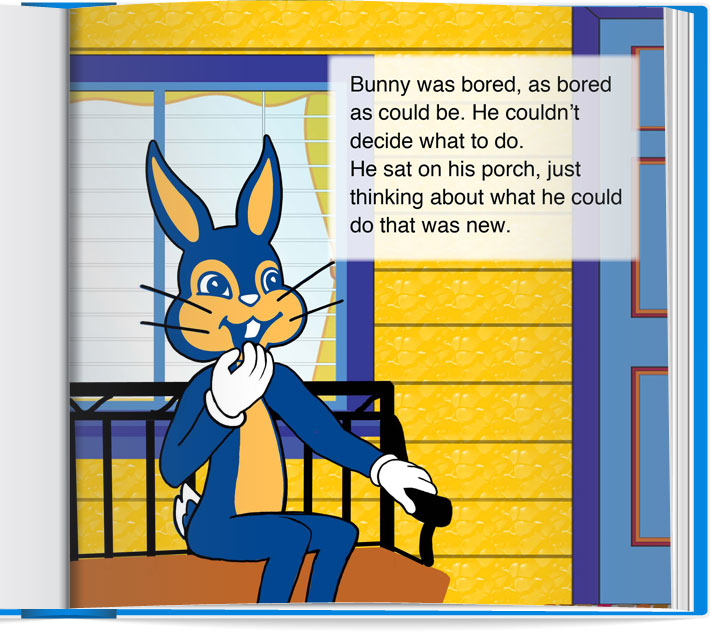 Bunny was bored, as bored
as could be. He couldn't
decide what to do.
He sat on his porch, just
thinking about what he could
do that was new.